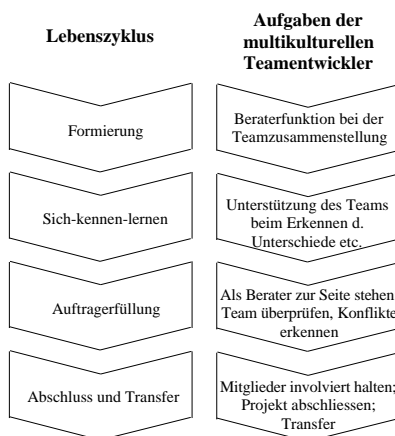 Lebenszyklus
Aufgaben der
multikulturellen
Teamentwickler
Formierung
Beraterfunktion bei der
Teamzusammenstellung
Sich-kennen-lernen
Unterstützung des Teams
beim Erkennen d.
Unterschiede etc.
Auftragerfüllung
Als Berater zur Seite stehen;
Team überprüfen, Konflikte
erkennen
Abschluss und Transfer
Mitglieder involviert halten;
Projekt abschliessen;
Transfer